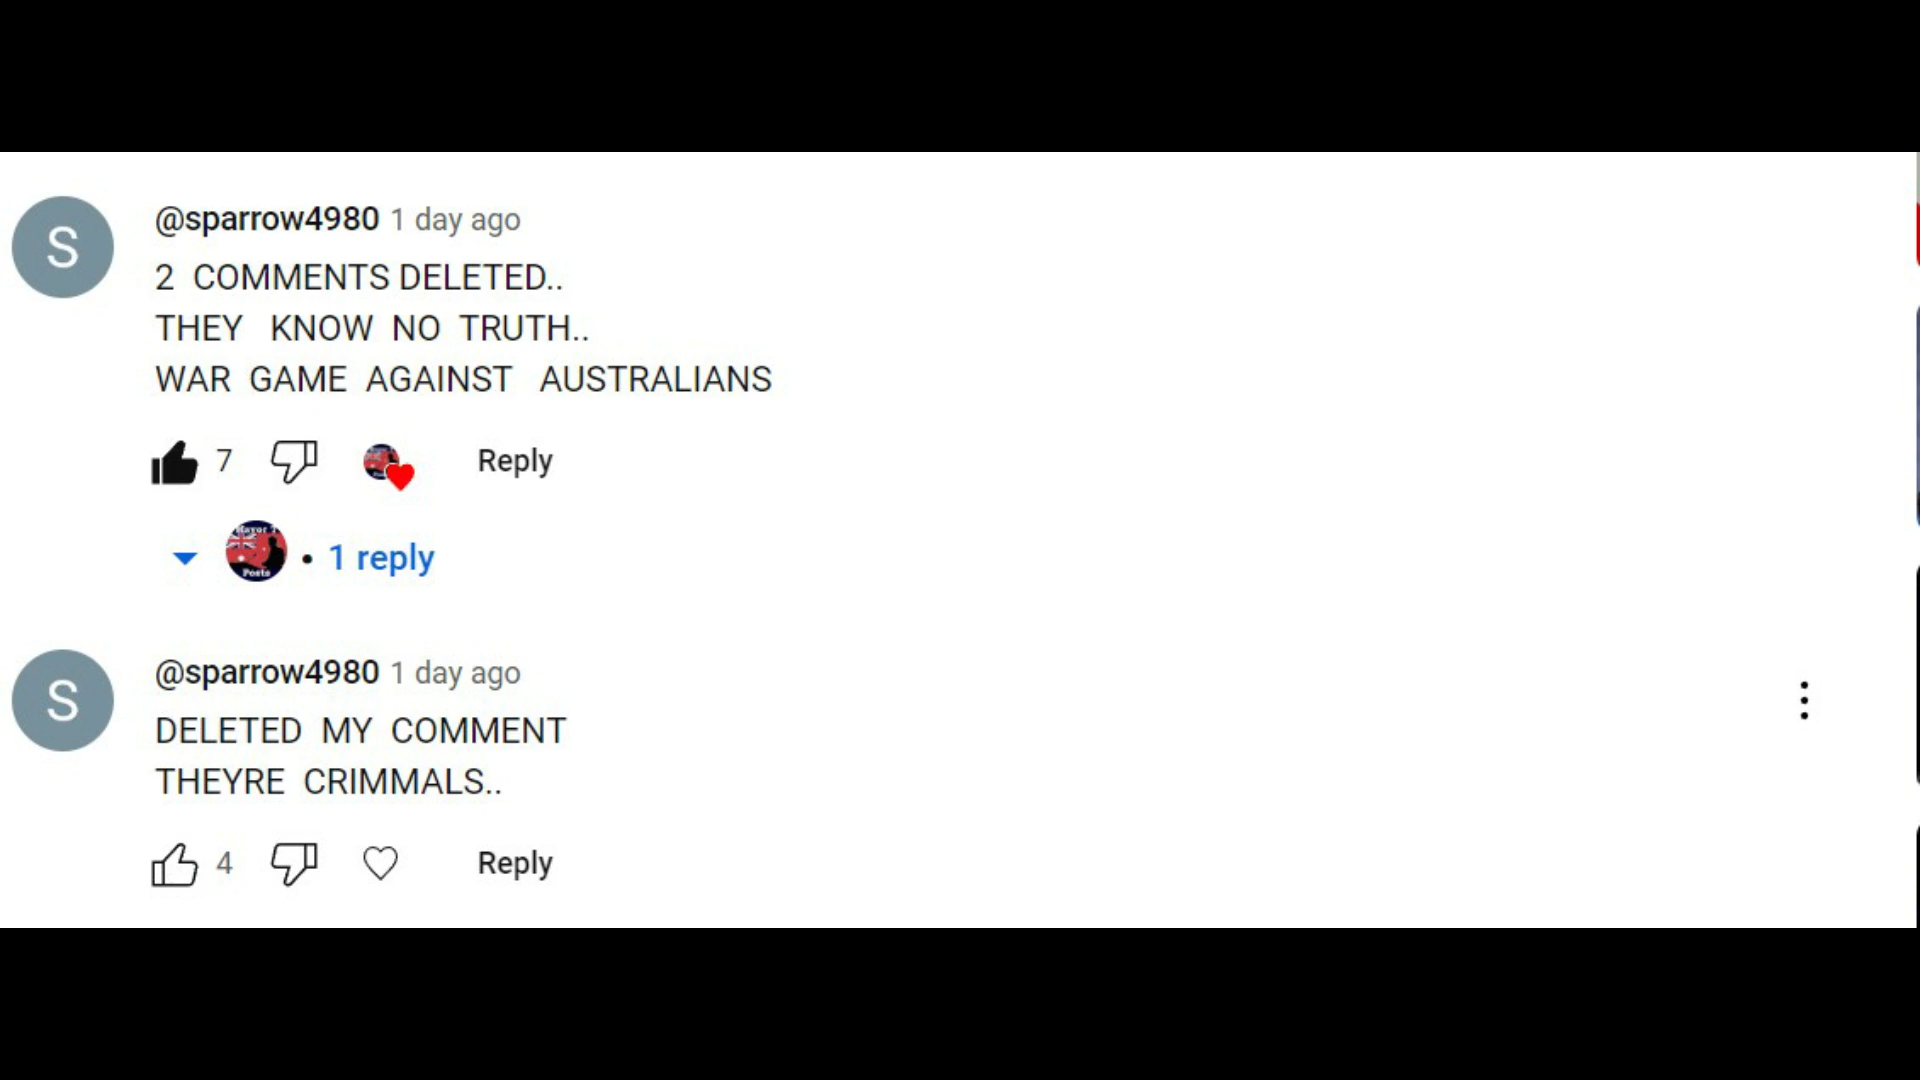 S
@sparrow4980 1 day ago
2 COMMENTS DELETED..
THEY KNOW NO TRUTH..
WAR GAME AGAINST AUSTRALIANS
7 Reply
Posts
1 reply
S
@sparrow4980 1 day ago
DELETED MY COMMENT
THEYRE CRIMMALS..
4 Reply